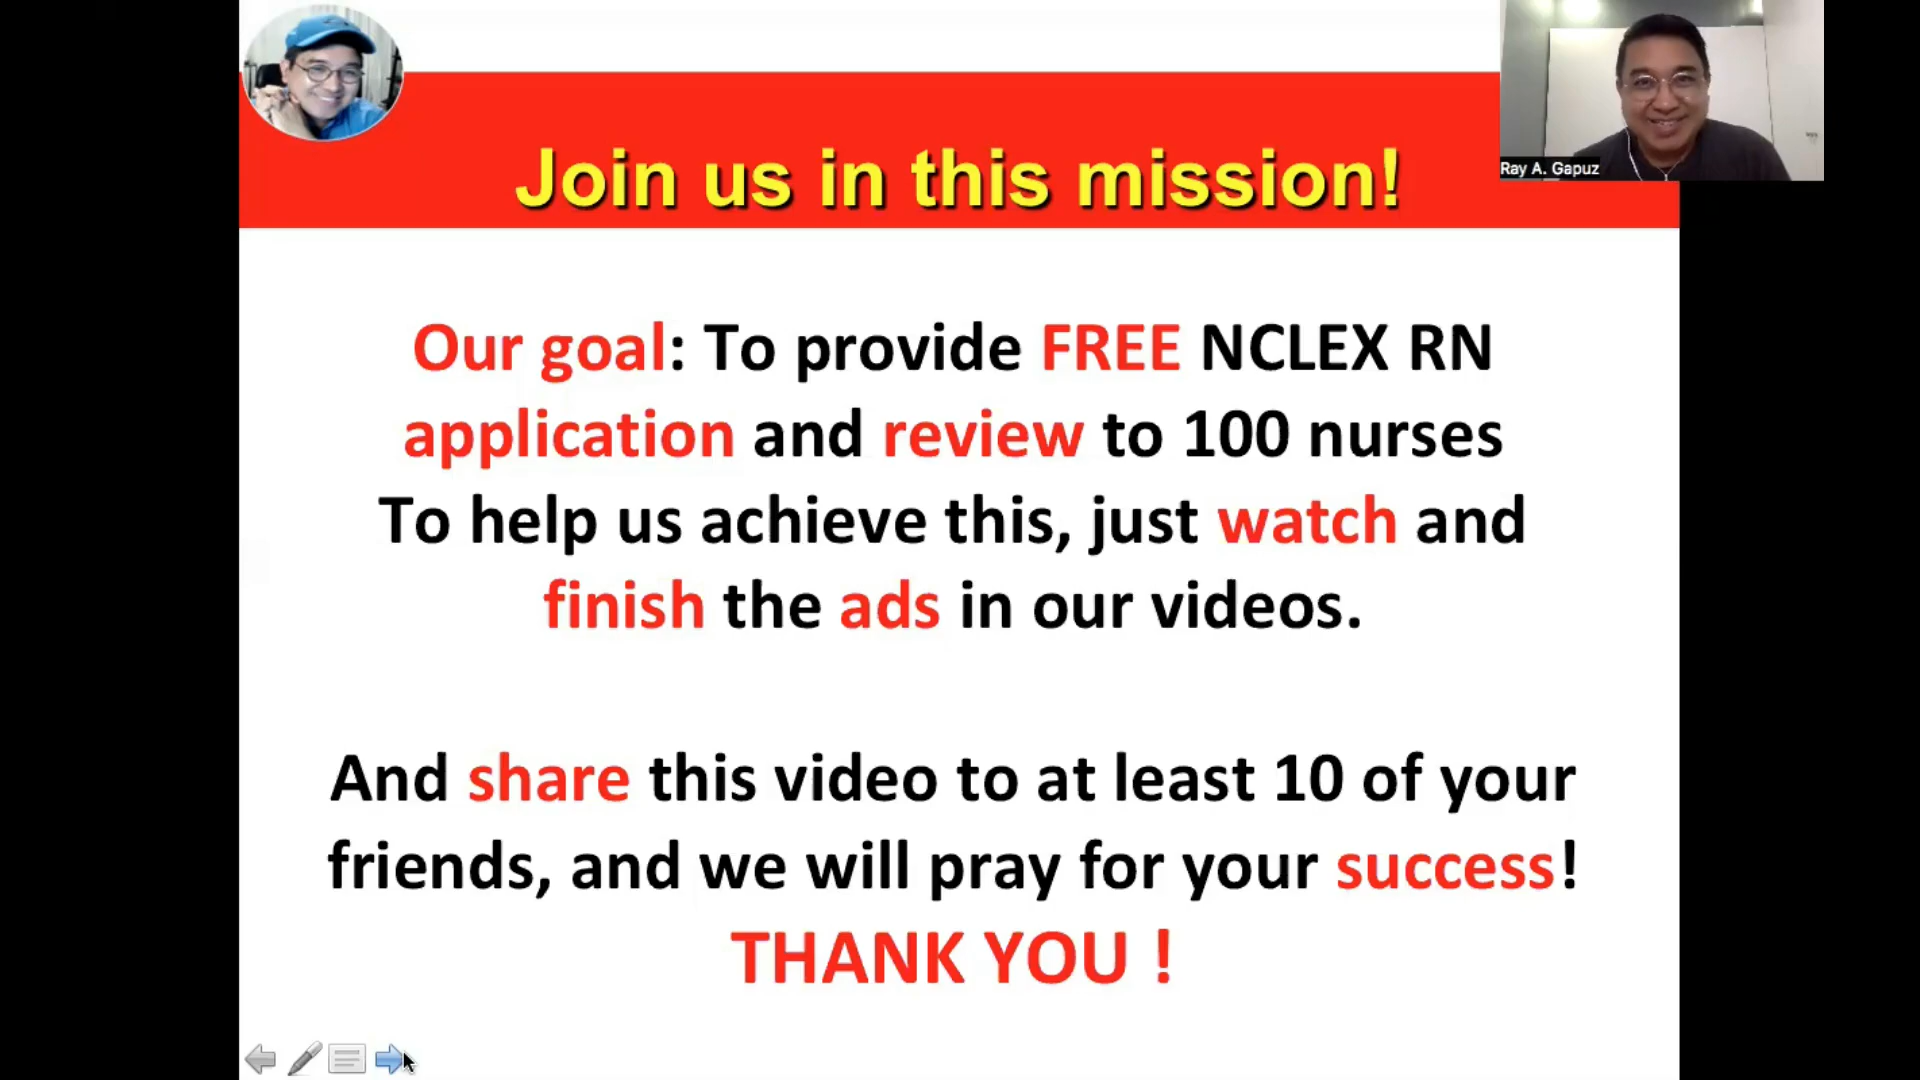 Join us in this mission!
Ray A. Gapuz
Our goal: To provide FREE NCLEX RN
application and review to 100 nurses
To help us achieve this, just watch and
finish the ads in our videos.
And share this video to at least 10 of your
friends, and we will pray for your success!
THANK YOU !